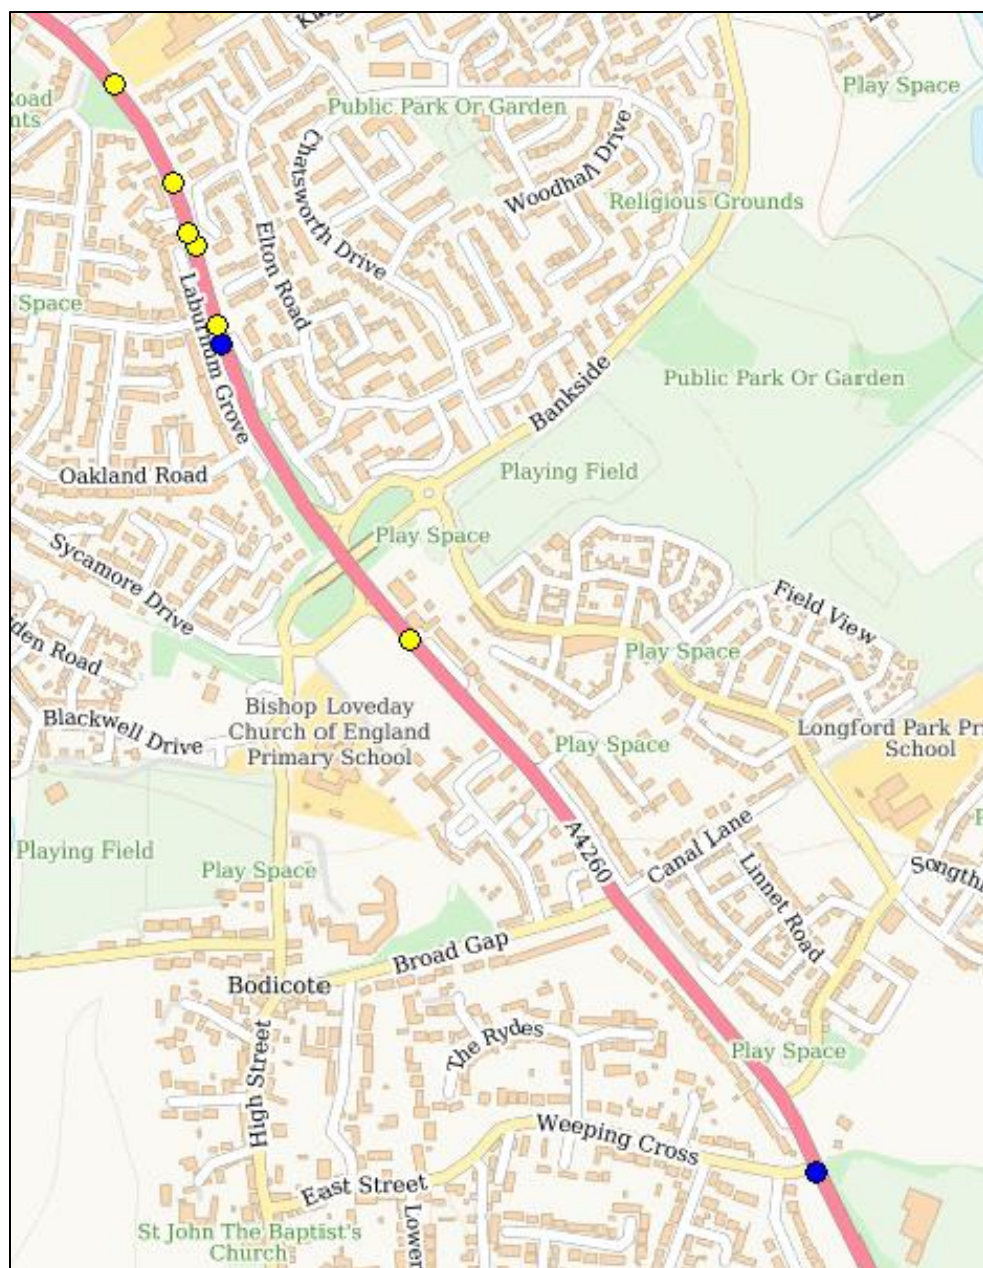 Play Space
Public Park Or Garden
Woodhall Drive
Chatsworth Drive
Religious Grounds
Elton Road
Space
Laburnum Grove
Bankside
Public Park Or Garden
Oakland Road
Playing Field
Play Space
Sycamore Drive
Field View
Road
Play Space
Bishop Loveday
Church of England
Primary School
Blackwell Drive
Longford Park
School
Play Space
A4260
Canal Lane
Playing Field
Play Space
Linnet Road
Broad Gap
Bodicote
The Rydes
Play Space
High Street
Weeping Cross
East Street
Lower
St John The Baptist's
Church